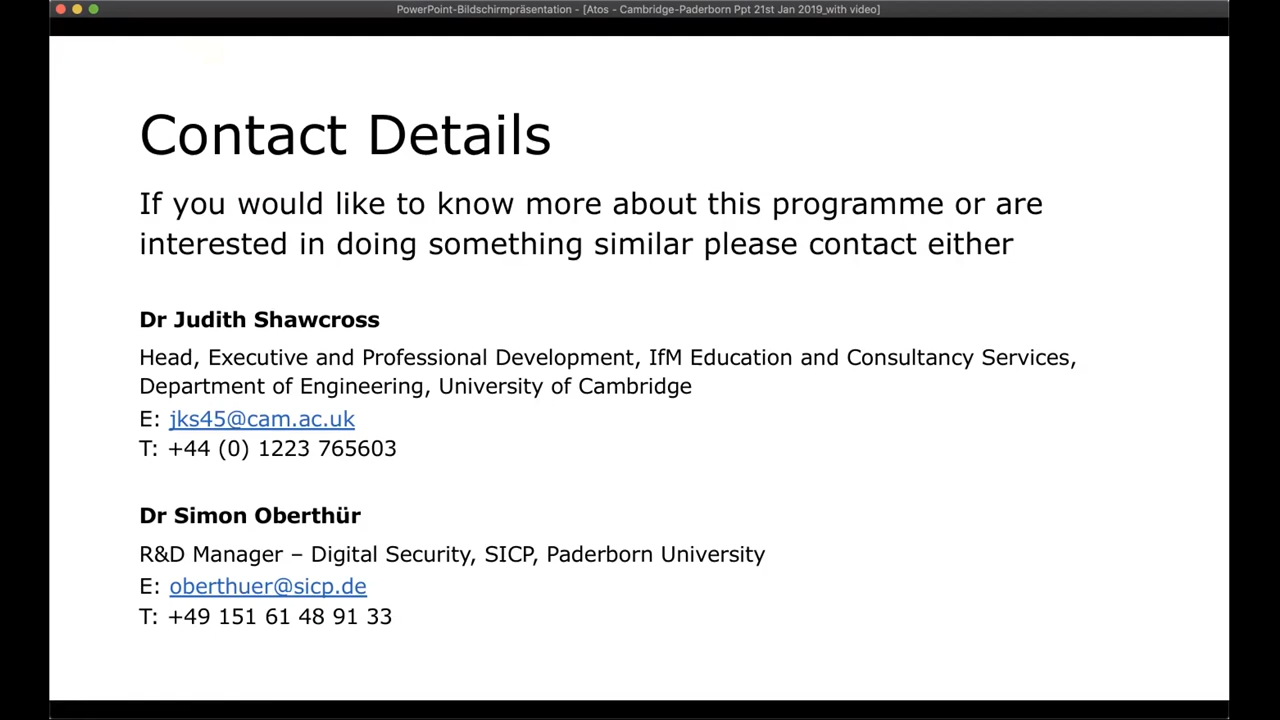 PowerPoint-Bildschirmpräsentation - [Atos - Cambridge-Paderborn Ppt 21st Jan 2019_with video]
Contact Details
If you would like to know more about this programme or are
interested in doing something similar please contact either
Dr Judith Shawcross
Head, Executive and Professional Development, IfM Education and Consultancy Services,
Department of Engineering, University of Cambridge
E: jks45@cam.ac.uk
T: +44 (0) 1223 765603
Dr Simon Oberthür
R&D Manager – Digital Security, SICP, Paderborn University
E: oberthuer@sicp.de
T: +49 151 61 48 91 33